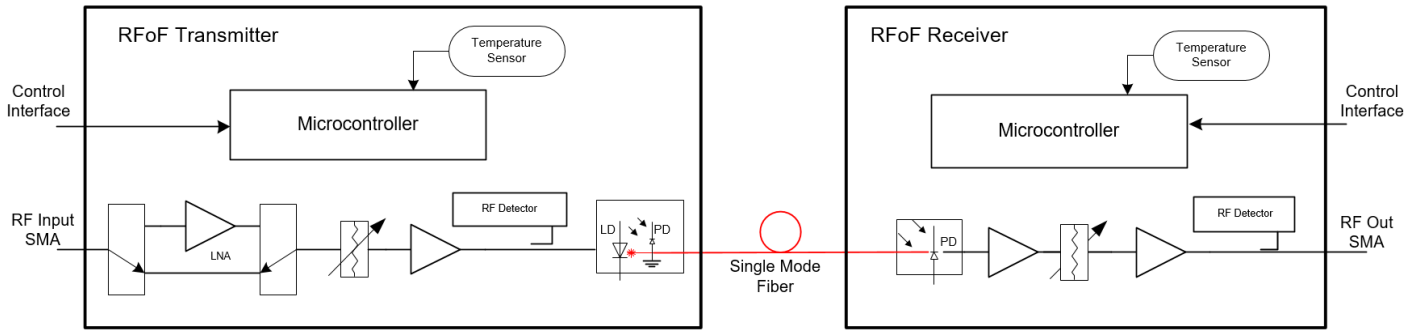 RFoF Transmitter
Temperature
Sensor
Control
Interface
Microcontroller
RF Input
SMA
LNA
RF Detector
LD
PD
Single Mode
Fiber
RFoF Receiver
Temperature
Sensor
Control
Interface
Microcontroller
PD
RF Detector
RF Out
SMA